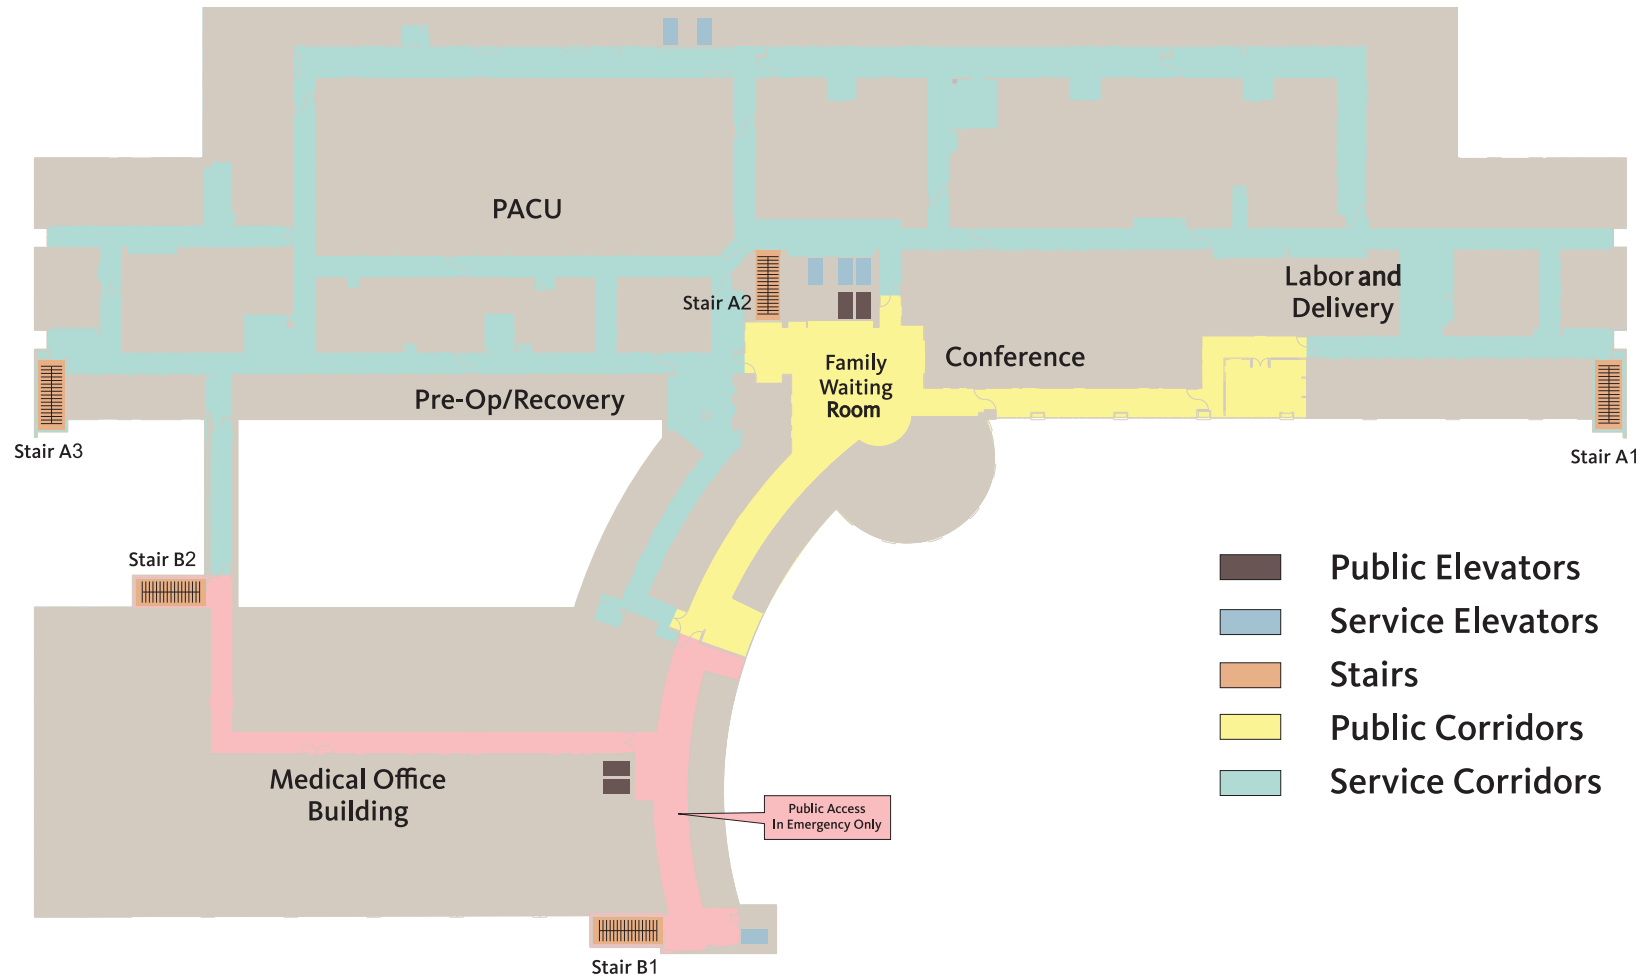 PACU
Stair A2
Labor and
Delivery
Family
Waiting
Room
Conference
Pre-Op/Recovery
Stair A3
Stair A1
Stair B2
Public Elevators
Service Elevators
Stairs
Public Corridors
Service Corridors
Medical Office
Building
Public Access
In Emergency Only
Stair B1